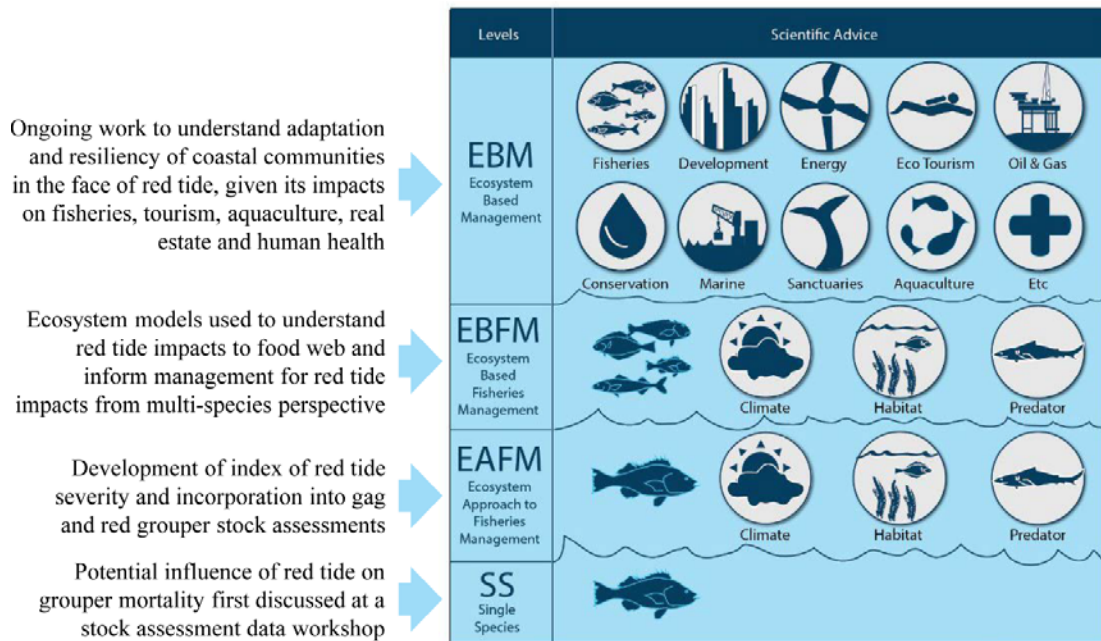 Levels
Scientific Advice
Ongoing work to understand adaptation
and resiliency of coastal communities
in the face of red tide, given its impacts
on fisheries, tourism, aquaculture, real
estate and human health
EBM
Ecosystem
Based
Management
Fisheries
Development
Energy
Eco Tourism
Oil & Gas
Conservation
Marine
Sanctuaries
Aquaculture
Etc
Ecosystem models used to understand
red tide impacts to food web and
inform management for red tide
impacts from multi-species perspective
EBFM
Ecosystem
Based
Fisheries
Management
Climate
Habitat
Predator
Development of index of red tide
severity and incorporation into gag
and red grouper stock assessments
EAFM
Ecosystem
Approach to
Fisheries
Management
Climate
Habitat
Predator
Potential influence of red tide on
grouper mortality first discussed at a
stock assessment data workshop
SS
Single
Species